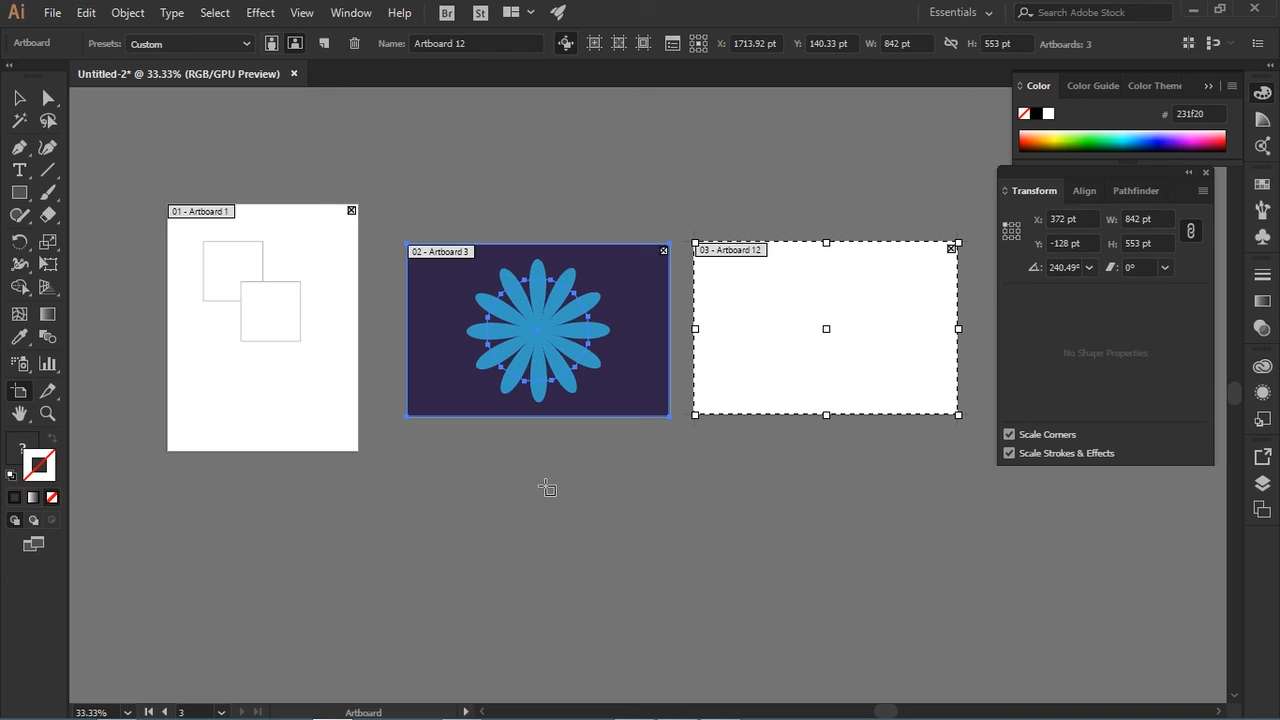 Ai File Edit Object Type Select Effect View Window Help Br St Essentials Search Adobe Stock
Artboard Presets: Custom Name: Artboard 12 X: 1713.92 pt Y: 140.33 pt W: 842 pt H: 553 pt Artboards: 3
Untitled-2* @ 33.33% (RGB/GPU Preview) ×
Color Color Guide Color Theme
# 231f20
Transform Align Pathfinder
X: 372 pt W: 842 pt
Y: -128 pt H: 553 pt
240.49° 0°
No Shape Properties
Scale Corners
Scale Strokes & Effects
01 - Artboard 1
02 - Artboard 3
03 - Artboard 12
?
33.33% 3 Artboard